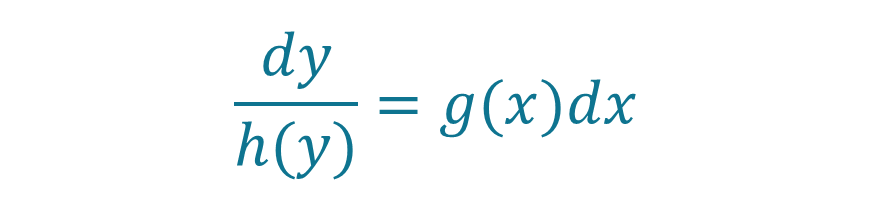 dy/h(y) = g(x)dx